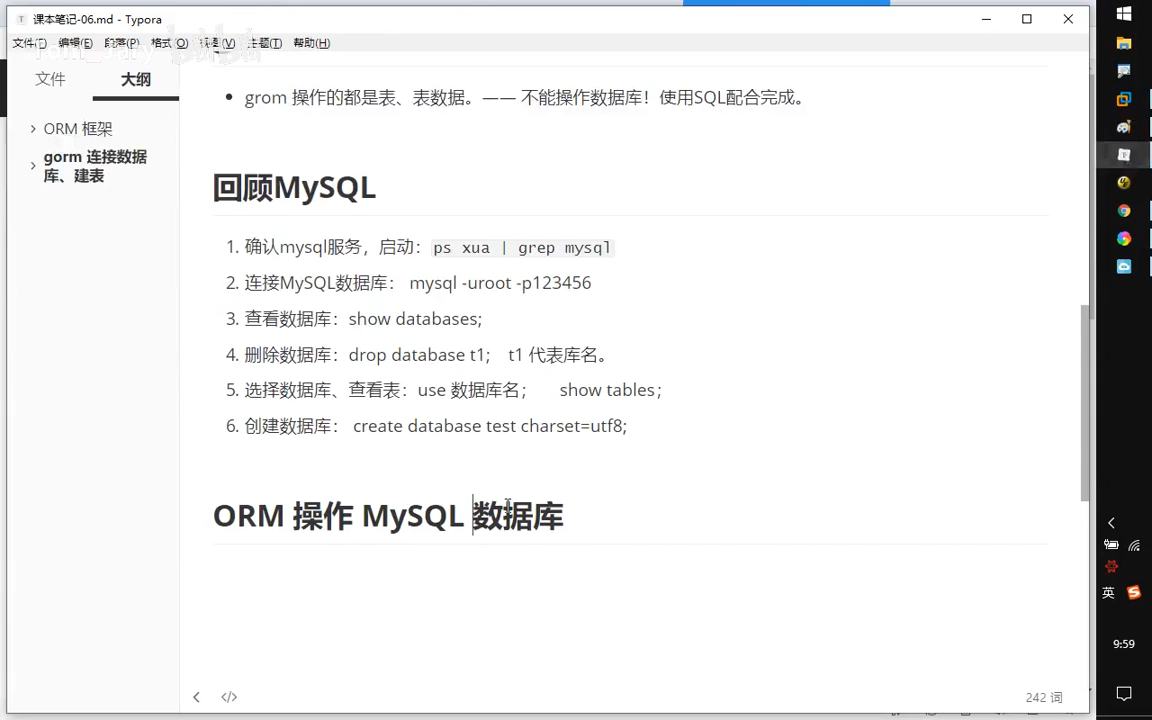 课本笔记-06.md - Typora
文件(F) 编辑(E) 段落(P) 格式(O) 视图(V) 主题(T) 帮助(H)
文件 大纲
ORM 框架
gorm 连接数据
库、建表
grom 操作的都是表、表数据。—— 不能操作数据库！使用SQL配合完成。
回顾MySQL
1. 确认mysql服务，启动：ps xua | grep mysql
2. 连接MySQL数据库： mysql -uroot -p123456
3. 查看数据库：show databases;
4. 删除数据库：drop database t1; t1 代表库名。
5. 选择数据库、查看表：use 数据库名； show tables；
6. 创建数据库： create database test charset=utf8;
ORM 操作 MySQL 数据库
242 词
英
9:59